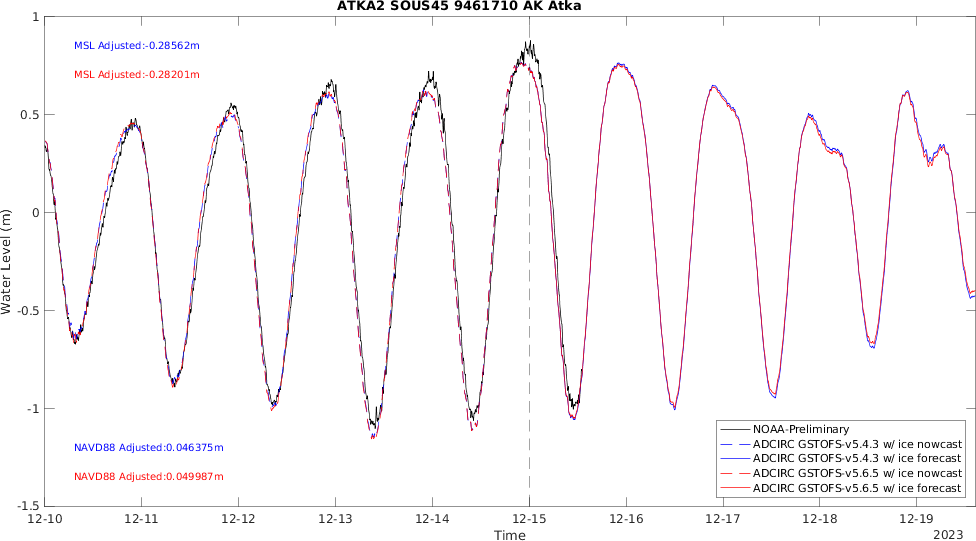 ATKA2 SOUS45 9461710 AK Atka
1
MSL Adjusted:-0.28562m
MSL Adjusted:-0.28201m
0.5
0
Water Level (m)
-0.5
-1
NAVD88 Adjusted:0.046375m
NAVD88 Adjusted:0.049987m
NOAA-Preliminary
ADCIRC GSTOFS-v5.4.3 w/ ice nowcast
ADCIRC GSTOFS-v5.4.3 w/ ice forecast
ADCIRC GSTOFS-v5.6.5 w/ ice nowcast
ADCIRC GSTOFS-v5.6.5 w/ ice forecast
-1.5
12-10 12-11 12-12 12-13 12-14 12-15 12-16 12-17 12-18 12-19
Time
2023